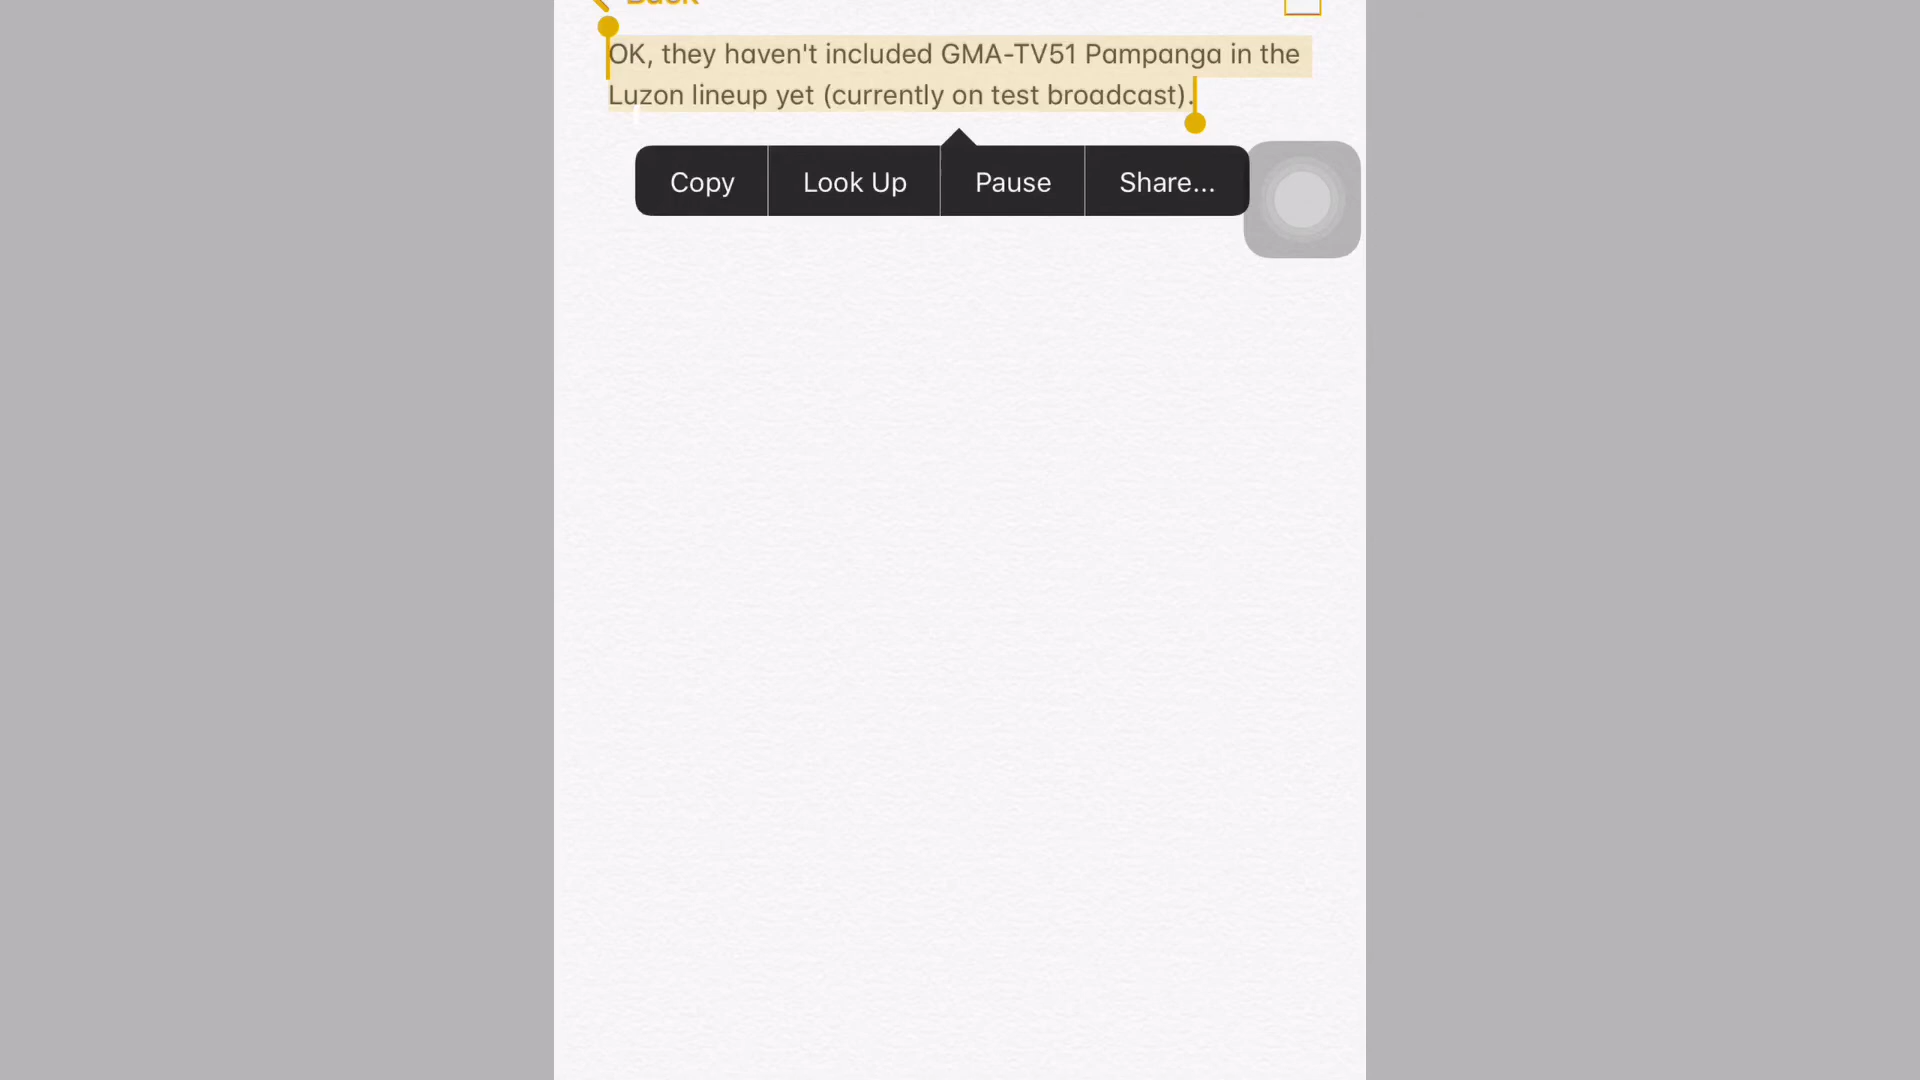 Back
OK, they haven't included GMA-TV51 Pampanga in the
Luzon lineup yet (currently on test broadcast).
Copy Look Up Pause Share...